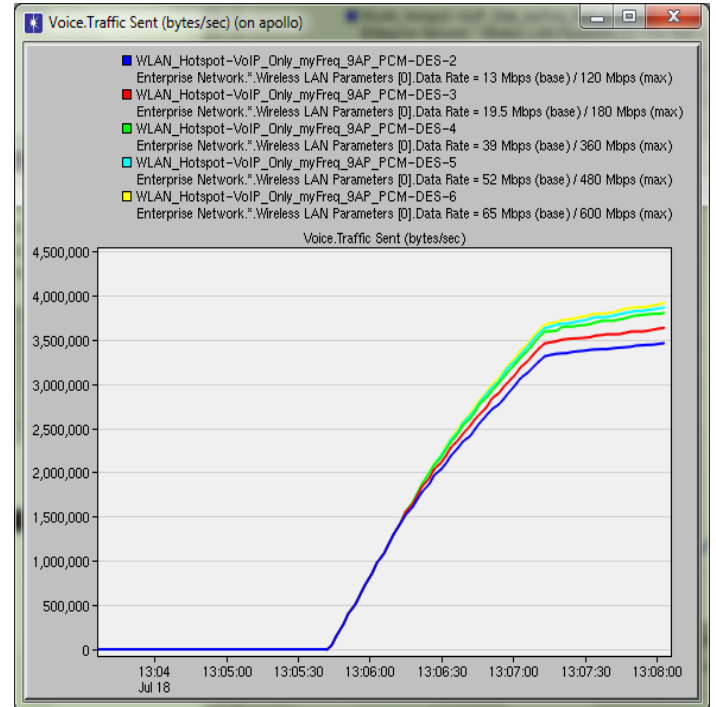 Voice.Traffic Sent (bytes/sec) (on apollo)
WLAN_Hotspot-VoIP_Only_myFreq_9AP_PCM-DES-2
Enterprise Network.*.Wireless LAN Parameters [0].Data Rate = 13 Mbps (base) / 120 Mbps (max)
WLAN_Hotspot-VoIP_Only_myFreq_9AP_PCM-DES-3
Enterprise Network.*.Wireless LAN Parameters [0].Data Rate = 19.5 Mbps (base) / 180 Mbps (max)
WLAN_Hotspot-VoIP_Only_myFreq_9AP_PCM-DES-4
Enterprise Network.*.Wireless LAN Parameters [0].Data Rate = 39 Mbps (base) / 360 Mbps (max)
WLAN_Hotspot-VoIP_Only_myFreq_9AP_PCM-DES-5
Enterprise Network.*.Wireless LAN Parameters [0].Data Rate = 52 Mbps (base) / 480 Mbps (max)
WLAN_Hotspot-VoIP_Only_myFreq_9AP_PCM-DES-6
Enterprise Network.*.Wireless LAN Parameters [0].Data Rate = 65 Mbps (base) / 600 Mbps (max)
Voice.Traffic Sent (bytes/sec)
4,500,000
4,000,000
3,500,000
3,000,000
2,500,000
2,000,000
1,500,000
1,000,000
500,000
0
13:04 13:05:00 13:05:30 13:06:00 13:06:30 13:07:00 13:07:30 13:08:00
Jul 18